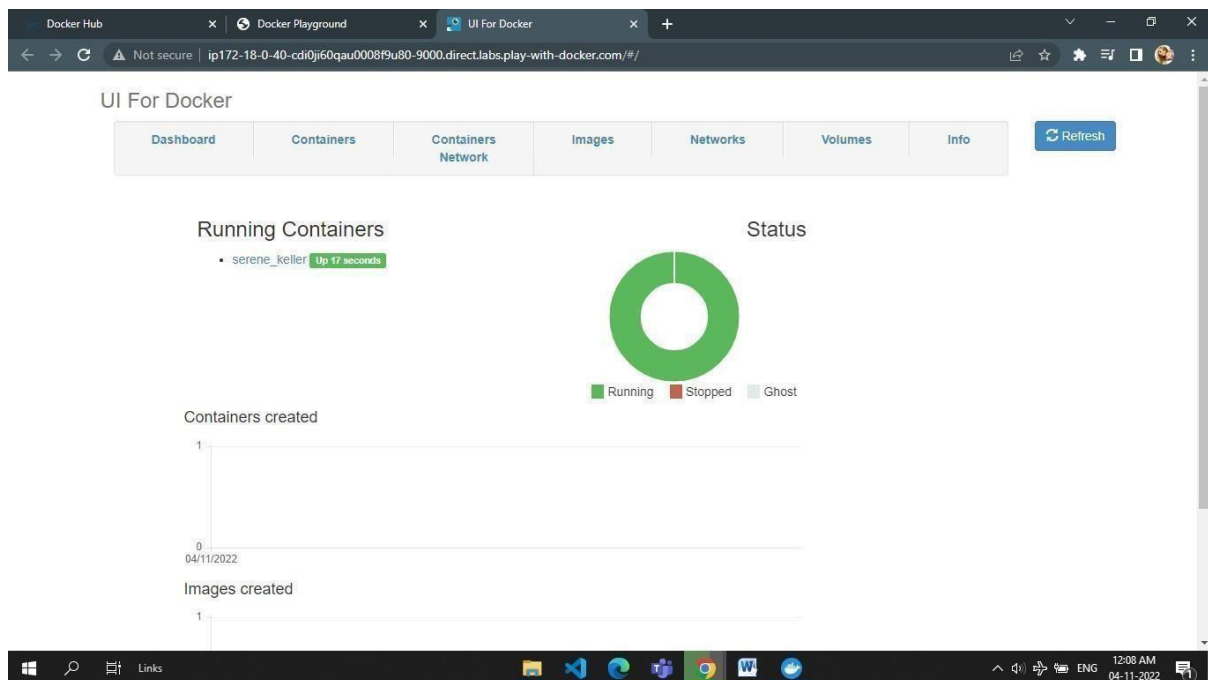 Docker Hub
Docker Playground
UI For Docker
Not secure | ip172-18-0-40-cdi0ji60qau0008f9u80-9000.direct.labs.play-with-docker.com/#/
UI For Docker
Dashboard
Containers
Containers
Network
Images
Networks
Volumes
Info
Refresh
Running Containers
serene_keller Up 17 seconds
Status
Running Stopped Ghost
Containers created
1
0
04/11/2022
Images created
1
Links
ENG
12:08 AM
04-11-2022